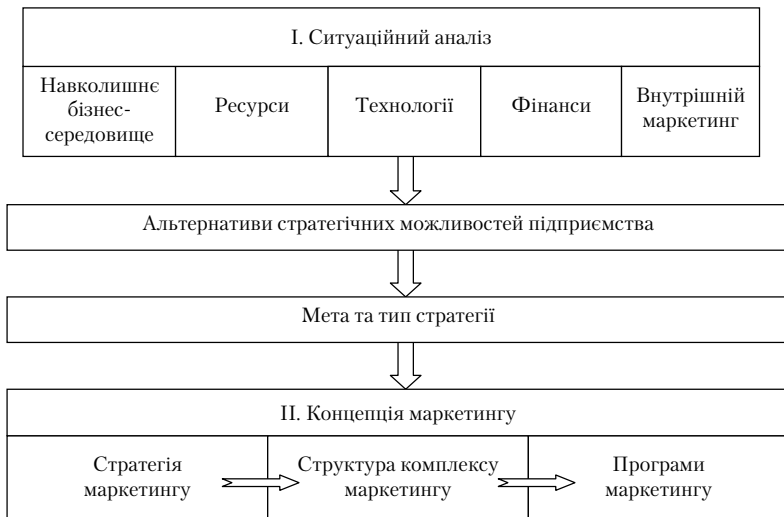 I. Ситуаційний аналіз
Навколишнє
бізнес-
середовище
Ресурси
Технології
Фінанси
Внутрішній
маркетинг
Альтернативи стратегічних можливостей підприємства
Мета та тип стратегії
II. Концепція маркетингу
Стратегія
маркетингу
Структура комплексу
маркетингу
Програми
маркетингу